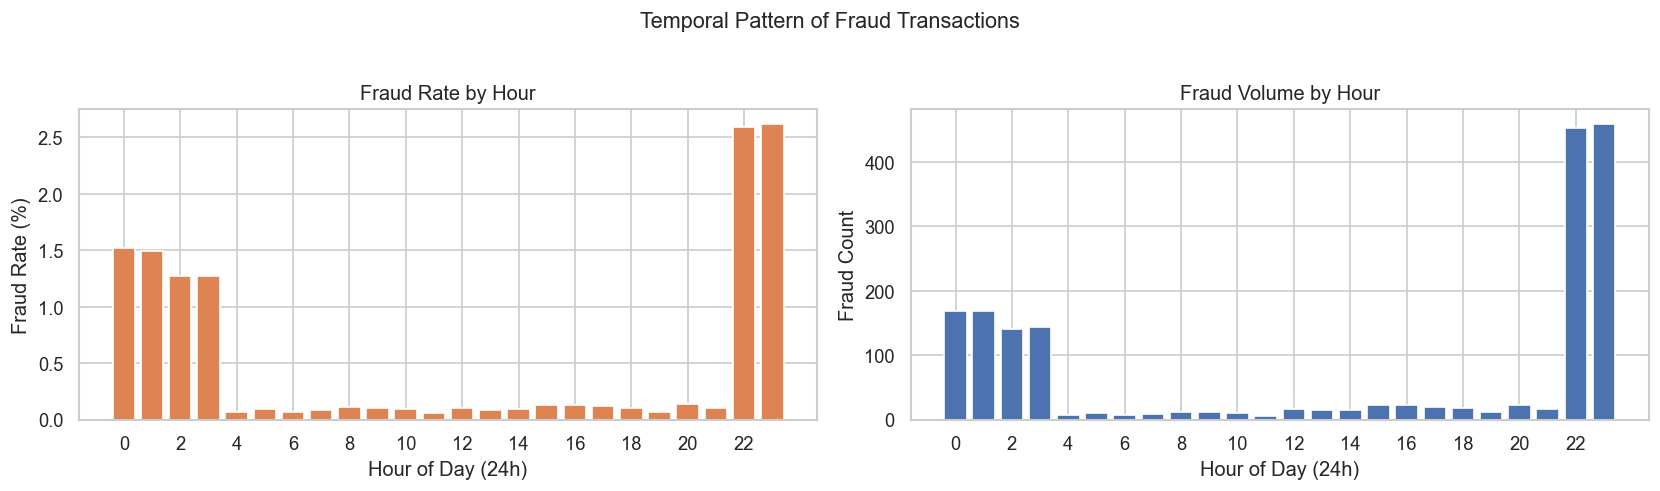 Temporal Pattern of Fraud Transactions
Fraud Rate by Hour
Fraud Rate (%)
2.5
2.0
1.5
1.0
0.5
0.0
0 2 4 6 8 10 12 14 16 18 20 22
Hour of Day (24h)
Fraud Volume by Hour
Fraud Count
400
300
200
100
0
0 2 4 6 8 10 12 14 16 18 20 22
Hour of Day (24h)